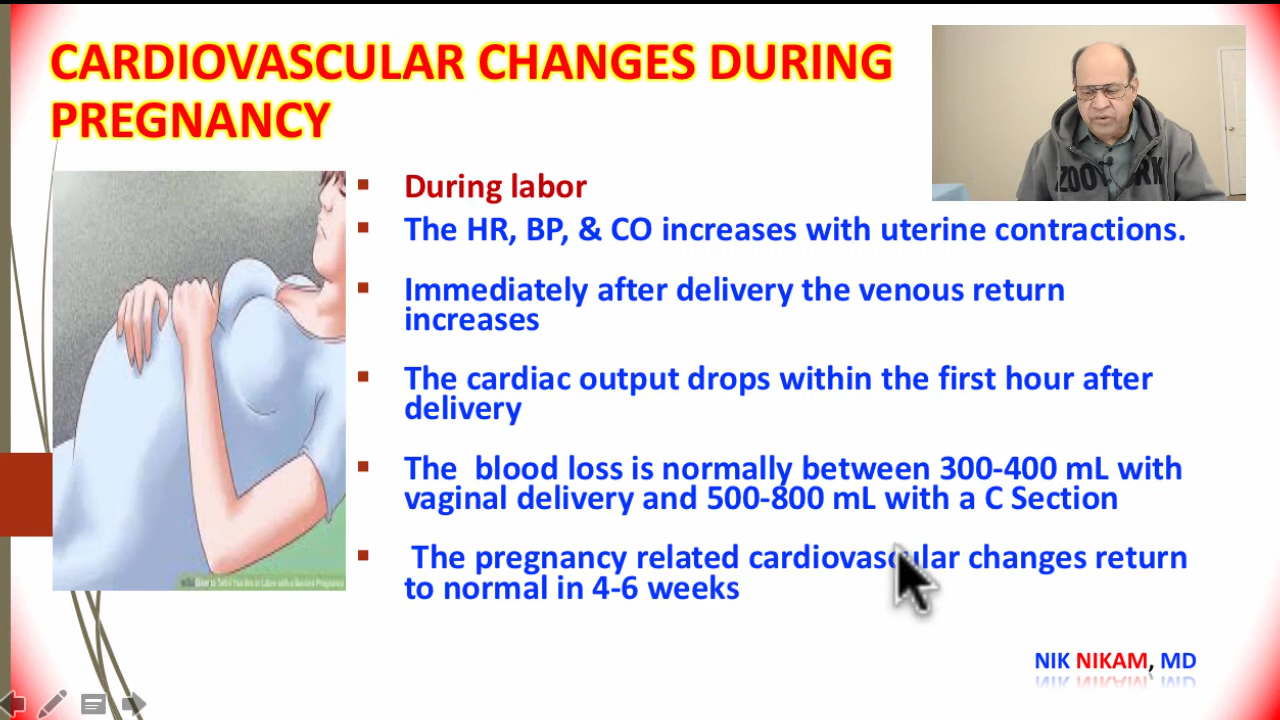 CARDIOVASCULAR CHANGES DURING
PREGNANCY
During labor
The HR, BP, & CO increases with uterine contractions.
Immediately after delivery the venous return
increases
The cardiac output drops within the first hour after
delivery
The blood loss is normally between 300-400 mL with
vaginal delivery and 500-800 mL with a C Section
The pregnancy related cardiovascular changes return
to normal in 4-6 weeks
NIK NIKAM, MD